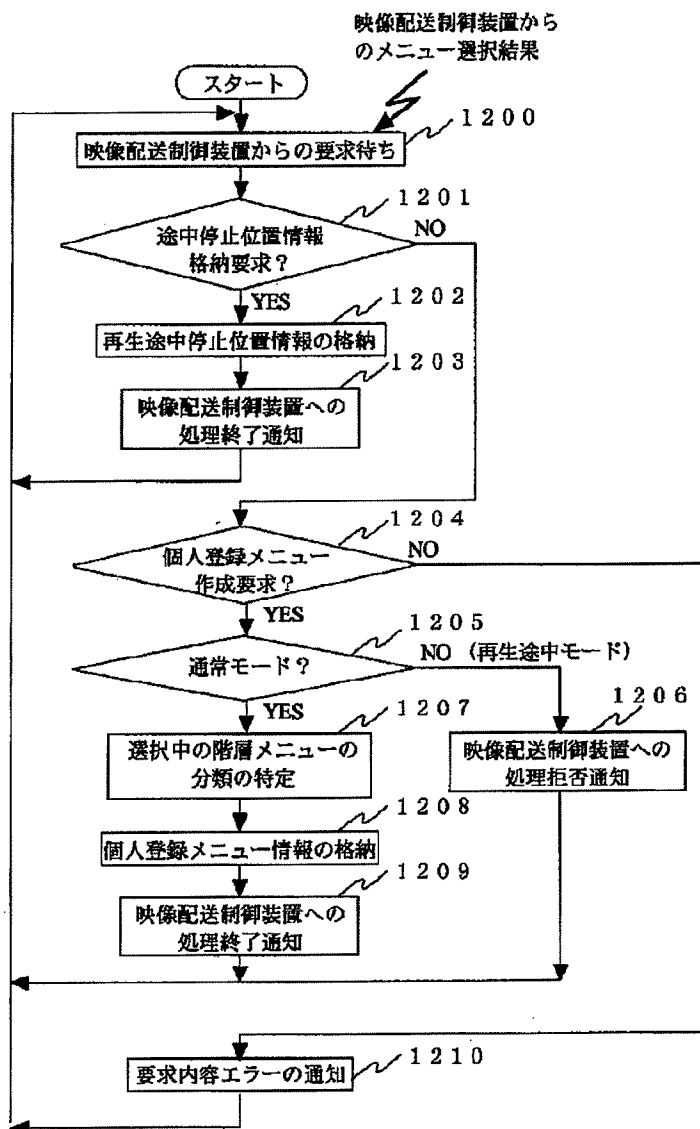 映像配送制御装置から
のメニュー選択結果
スタート
1200
映像配送制御装置からの要求待ち
1201
途中停止位置情報
格納要求？
NO
YES
1202
再生途中停止位置情報の格納
1203
映像配送制御装置への
処理終了通知
1204
個人登録メニュー
作成要求？
NO
YES
1205
通常モード？
NO（再生途中モード）
YES
1207
1206
選択中の階層メニューの
分類の特定
映像配送制御装置への
処理拒否通知
1208
個人登録メニュー情報の格納
1209
映像配送制御装置への
処理終了通知
1210
要求内容エラーの通知